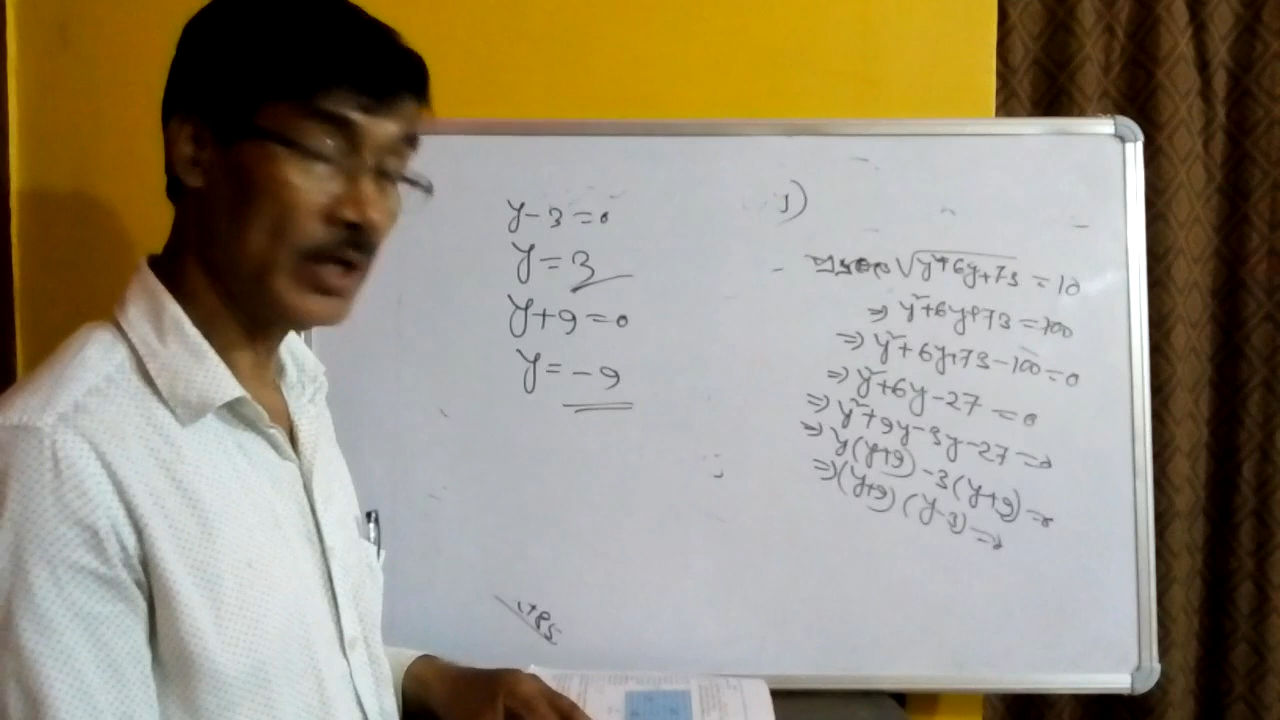 y-3=0
y=3
y+9=0
y=-9
1)
√y²+6y+73 = 10
⇒ y²+6y+73=100
⇒ y²+6y+73-100=0
⇒ y²+6y-27=0
⇒ y²+9y-3y-27=0
⇒ y(y+9)-3(y+9)=0
⇒ (y+9)(y-3)=0